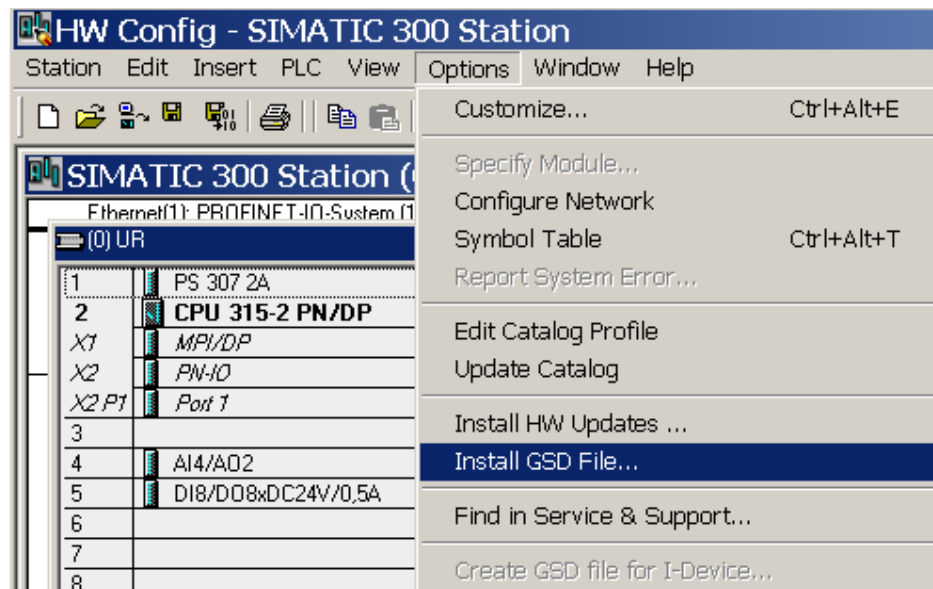 HW Config - SIMATIC 300 Station
Station Edit Insert PLC View Options Window Help
Customize... Ctrl+Alt+E
Specify Module...
Configure Network
Symbol Table Ctrl+Alt+T
Report System Error...
Edit Catalog Profile
Update Catalog
Install HW Updates ...
Install GSD File...
Find in Service & Support...
Create GSD file for I-Device...
SIMATIC 300 Station (
Ethernet(1): PROFINET-IO-System (1
(0) UR
1 PS 307 2A
2 CPU 315-2 PN/DP
X1 MPI/DP
X2 PN-IO
X2 P1 Port 1
3
4 AI4/AO2
5 DI8/DO8xDC24V/0,5A
6
7
8